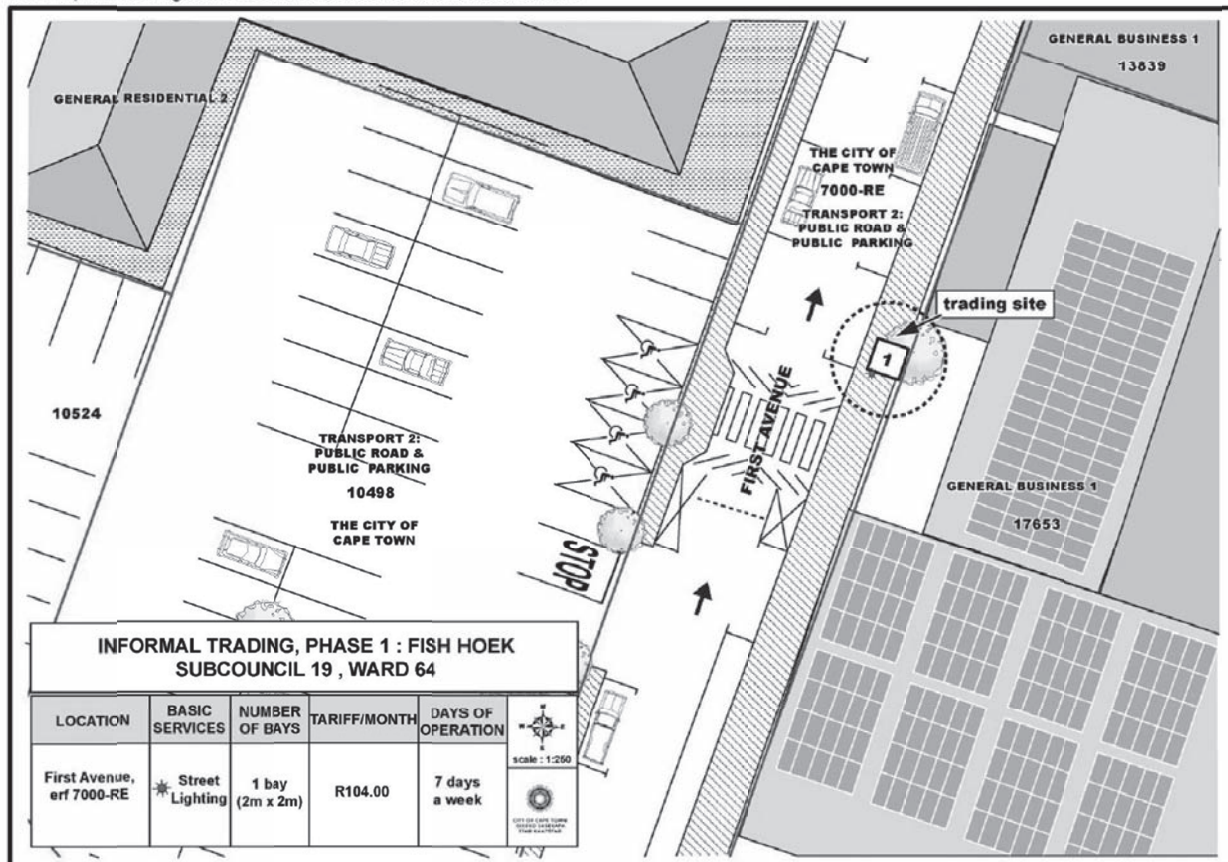 GENERAL BUSINESS 1
13839
GENERAL RESIDENTIAL 2
THE CITY OF
CAPE TOWN
7000-RE
TRANSPORT 2:
PUBLIC ROAD &
PUBLIC PARKING
trading site
1
10524
FIRST AVENUE
TRANSPORT 2:
PUBLIC ROAD &
PUBLIC PARKING
10498
THE CITY OF
CAPE TOWN
GENERAL BUSINESS 1
17653
STOP
INFORMAL TRADING, PHASE 1 : FISH HOEK
SUBCOUNCIL 19 , WARD 64
LOCATION
BASIC
SERVICES
NUMBER
OF BAYS
TARIFF/MONTH
DAYS OF
OPERATION
N
W E
S
scale : 1:250
First Avenue,
erf 7000-RE
Street
Lighting
1 bay
(2m x 2m)
R104.00
7 days
a week
CITY OF CAPE TOWN